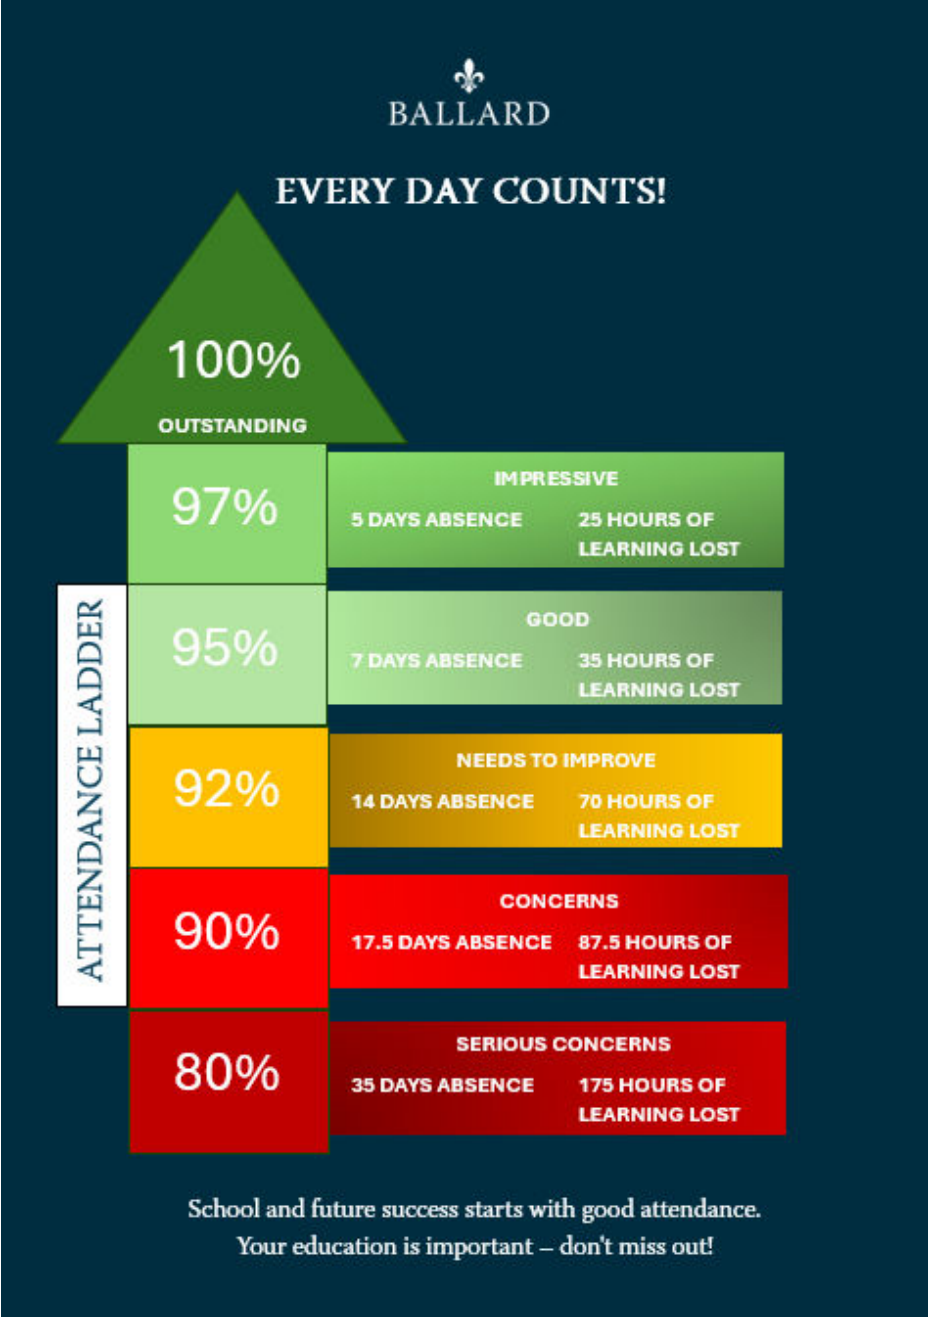 BALLARD
EVERY DAY COUNTS!
100%
OUTSTANDING
97%
IMPRESSIVE
5 DAYS ABSENCE
25 HOURS OF
LEARNING LOST
ATTENDANCE LADDER
95%
GOOD
7 DAYS ABSENCE
35 HOURS OF
LEARNING LOST
92%
NEEDS TO IMPROVE
14 DAYS ABSENCE
70 HOURS OF
LEARNING LOST
90%
CONCERNS
17.5 DAYS ABSENCE
87.5 HOURS OF
LEARNING LOST
80%
SERIOUS CONCERNS
35 DAYS ABSENCE
175 HOURS OF
LEARNING LOST
School and future success starts with good attendance.
Your education is important – don't miss out!